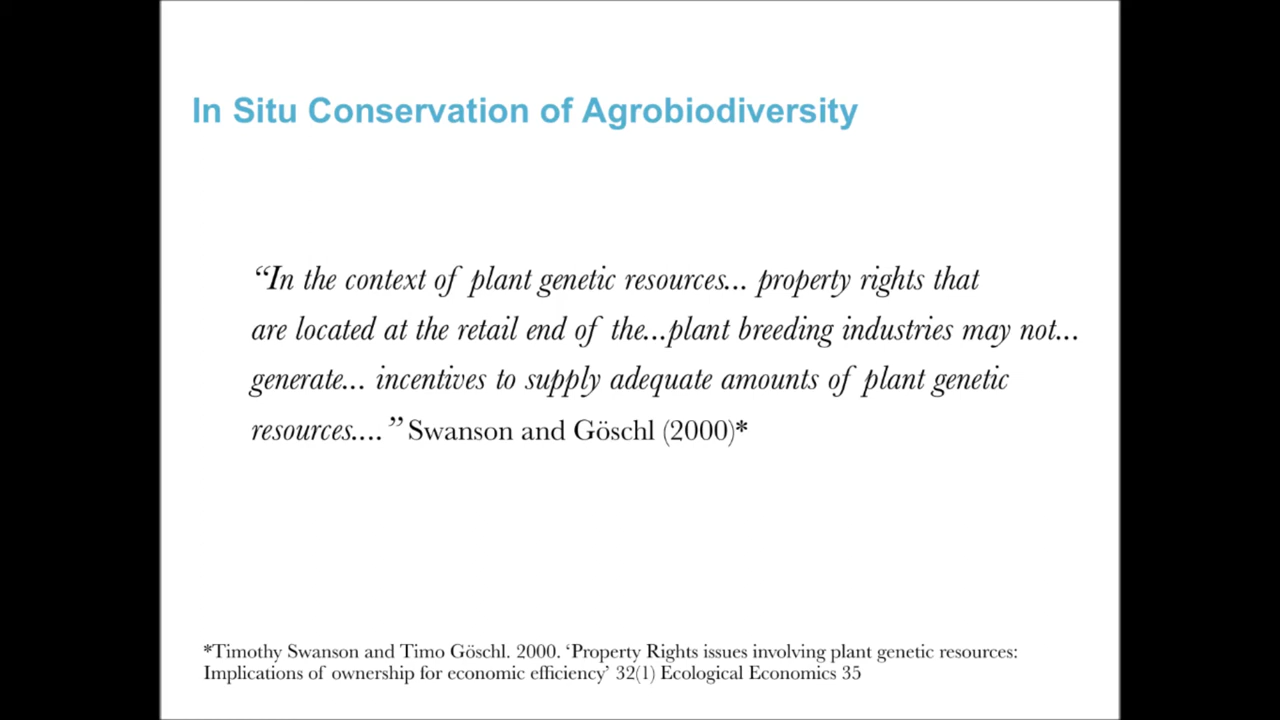 In Situ Conservation of Agrobiodiversity
“In the context of plant genetic resources... property rights that
are located at the retail end of the...plant breeding industries may not...
generate... incentives to supply adequate amounts of plant genetic
resources.... ” Swanson and Göschl (2000)*
*Timothy Swanson and Timo Göschl. 2000. ‘Property Rights issues involving plant genetic resources:
Implications of ownership for economic efficiency’ 32(1) Ecological Economics 35